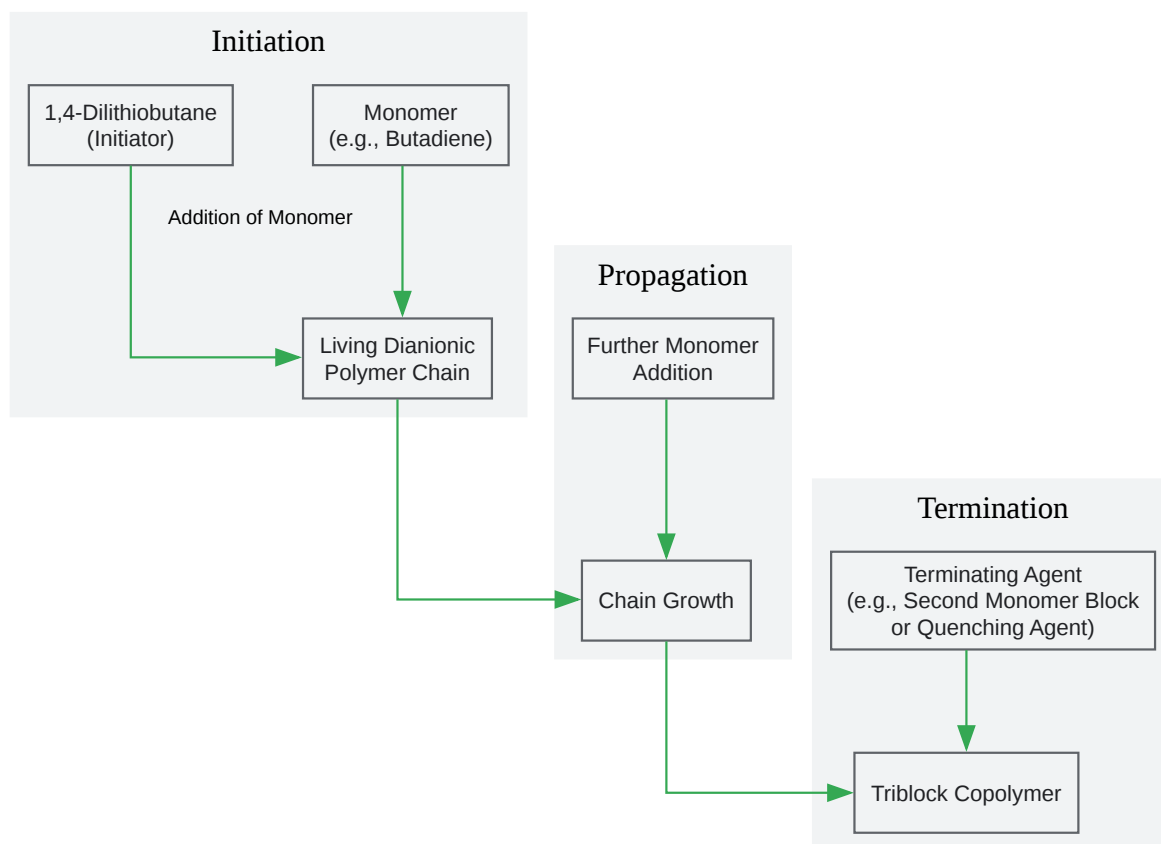 Initiation
1,4-Dilithiobutane
(Initiator)
Monomer
(e.g., Butadiene)
Addition of Monomer
Living Dianionic
Polymer Chain
Propagation
Further Monomer
Addition
Chain Growth
Termination
Terminating Agent
(e.g., Second Monomer Block
or Quenching Agent)
Triblock Copolymer